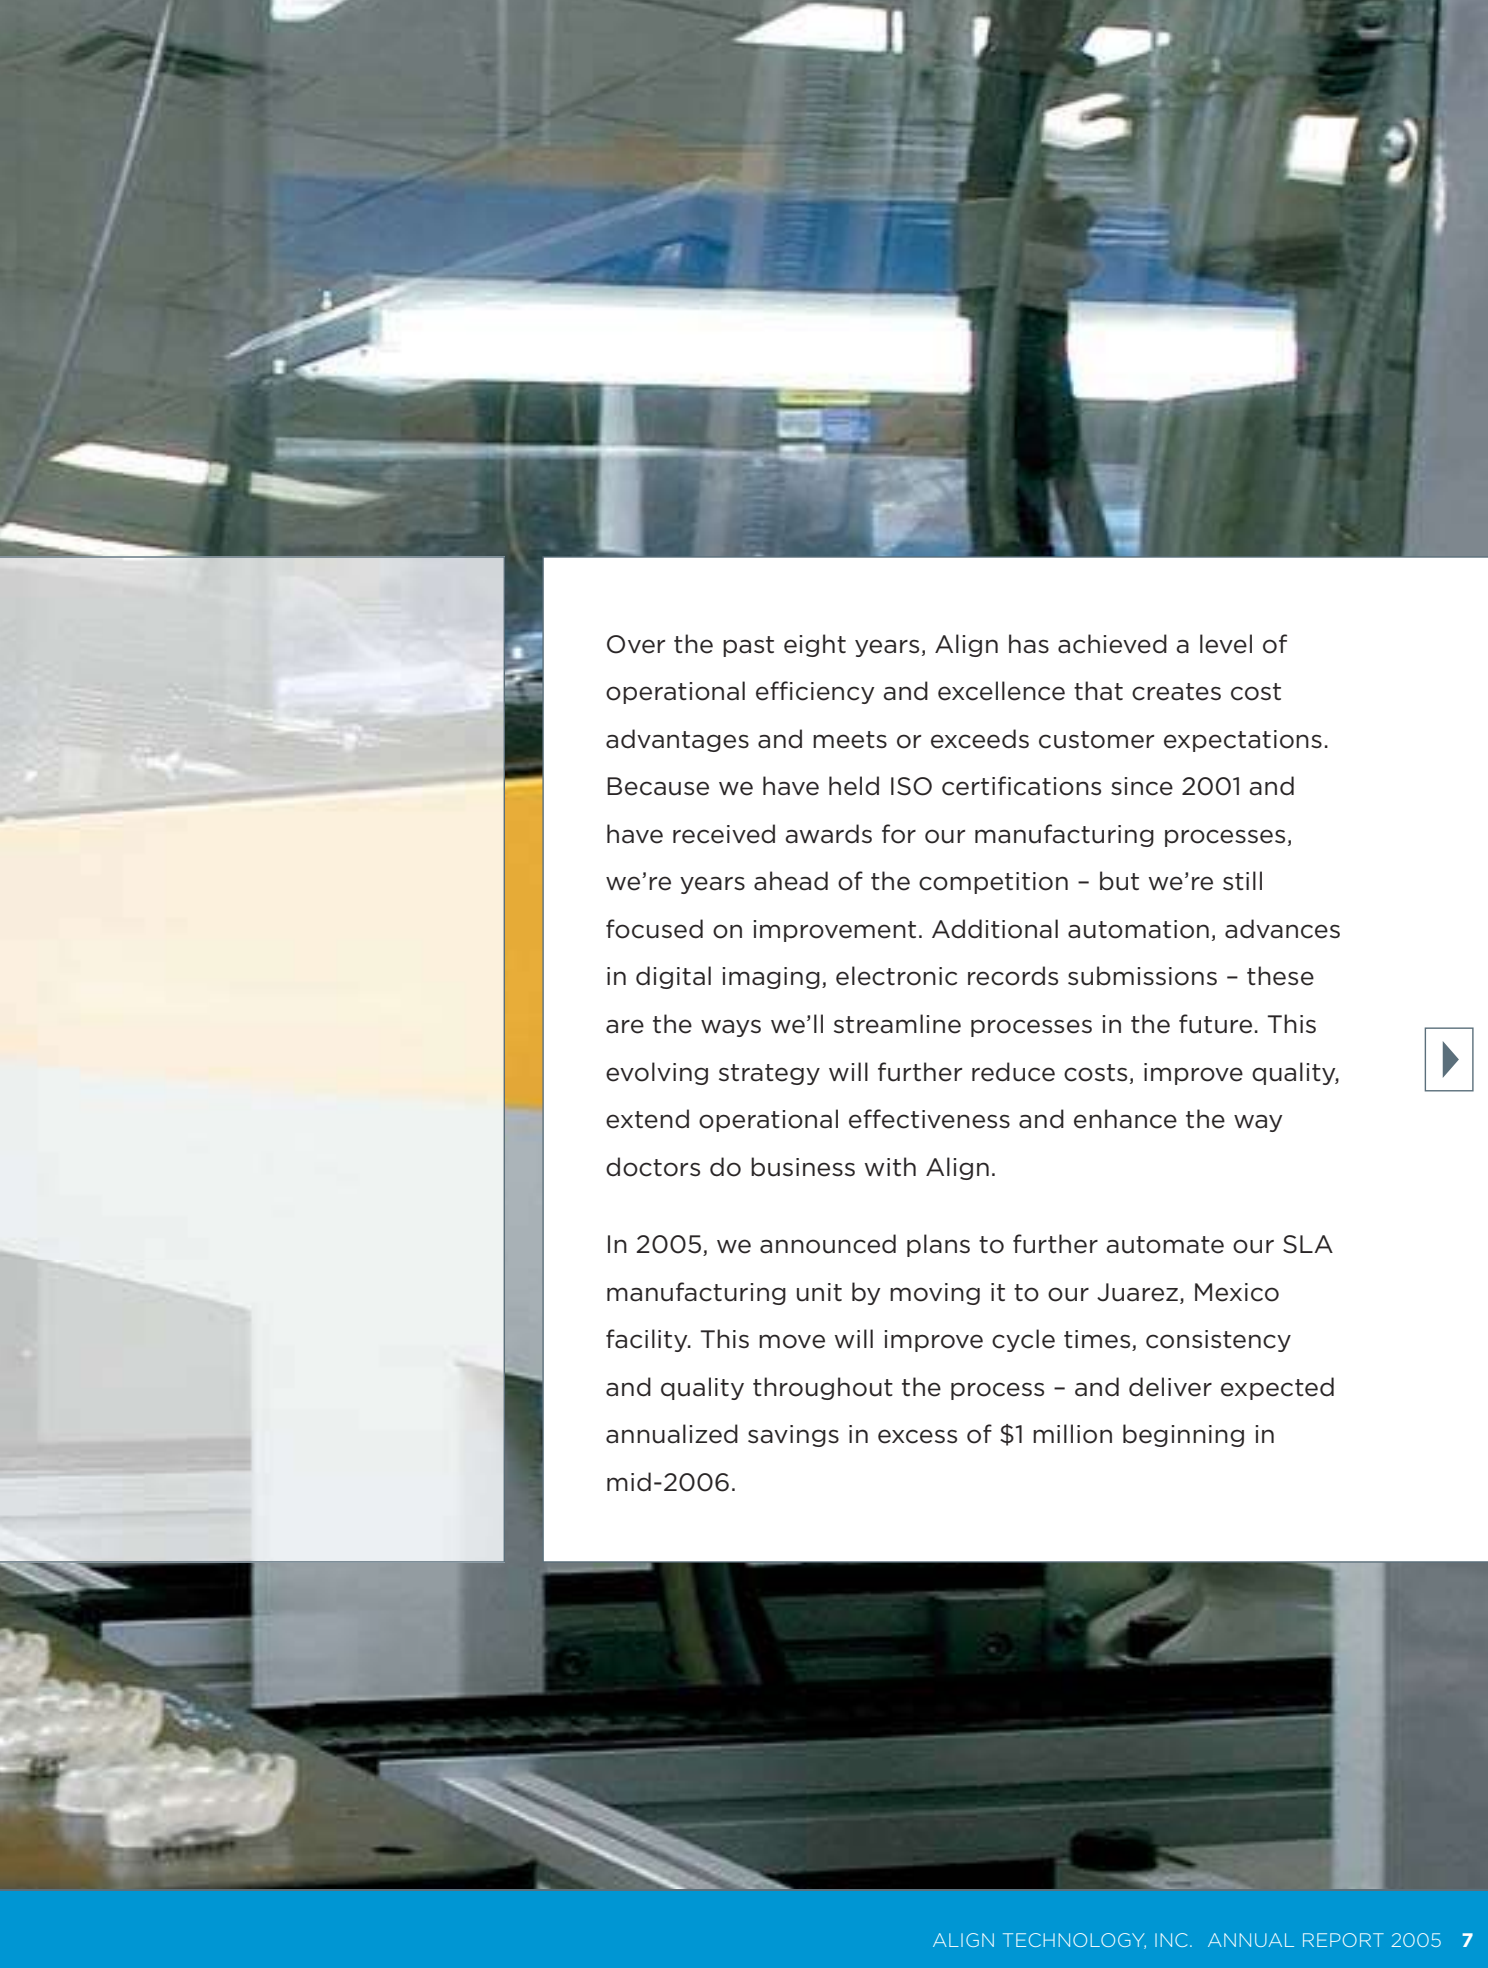 Over the past eight years, Align has achieved a level of
operational efficiency and excellence that creates cost
advantages and meets or exceeds customer expectations.
Because we have held ISO certifications since 2001 and
have received awards for our manufacturing processes,
we’re years ahead of the competition – but we’re still
focused on improvement. Additional automation, advances
in digital imaging, electronic records submissions – these
are the ways we’ll streamline processes in the future. This
evolving strategy will further reduce costs, improve quality,
extend operational effectiveness and enhance the way
doctors do business with Align.
In 2005, we announced plans to further automate our SLA
manufacturing unit by moving it to our Juarez, Mexico
facility. This move will improve cycle times, consistency
and quality throughout the process – and deliver expected
annualized savings in excess of $1 million beginning in
mid-2006.
ALIGN TECHNOLOGY, INC. ANNUAL REPORT 2005 7